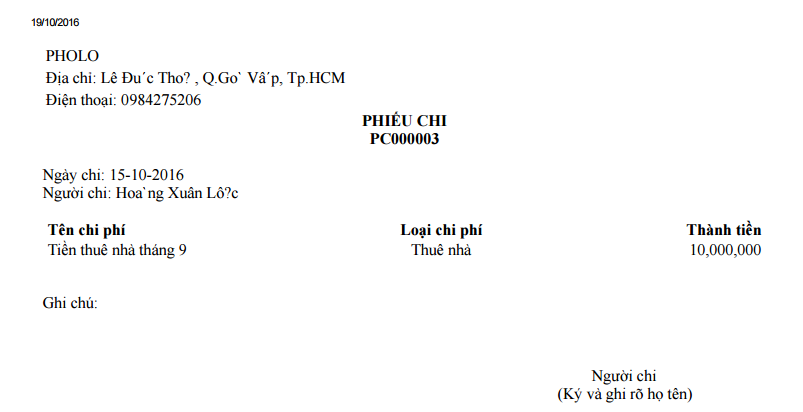 19/10/2016
PHOLO
Địa chỉ: Lê Đu´c Tho? , Q.Go` Vâ´p, Tp.HCM
Điện thoại: 0984275206
PHIẾU CHI
PC000003
Ngày chi: 15-10-2016
Người chi: Hoa`ng Xuân Lô?c
Tên chi phí Loại chi phí Thành tiền
Tiền thuê nhà tháng 9 Thuê nhà 10,000,000
Ghi chú:
Người chi
(Ký và ghi rõ họ tên)